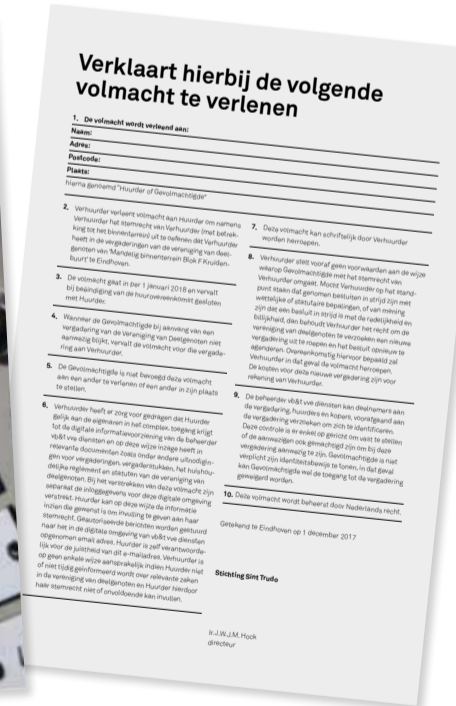 Verklaart hierbij de volgende
volmacht te verlenen
1. De volmacht wordt verleend aan:
Naam:
Adres:
Postcode:
Plaats:
hierna genoemd "Huurder of Gevolmachtigde"
2. Verhuurder verleent volmacht aan Huurder om namens
Verhuurder het stemrecht van Verhuurder (met betrek-
king tot het binnenterrein) uit te oefenen dat Verhuurder
heeft in de vergaderingen van de vereniging van deel-
genoten van 'Mandelig binnenterrein Blok F Kruiden-
buurt' te Eindhoven.
3. De volmacht gaat in per 1 januari 2018 en vervalt
bij beëindiging van de huurovereenkomst gesloten
met Huurder.
4. Wanneer de Gevolmachtigde bij aanvang van een
vergadering van de Vereniging van Deelgenoten niet
aanwezig blijkt, vervalt de volmacht voor die vergade-
ring aan Verhuurder.
5. De Gevolmachtigde is niet bevoegd deze volmacht
aan een ander te verlenen of een ander in zijn plaats
te stellen.
6. Verhuurder heeft er zorg voor gedragen dat Huurder
gelijk aan de eigenaren in het complex, toegang krijgt
tot de digitale informatievoorziening van de beheerder
vb&t vve diensten en op deze wijze inzage heeft in
relevante documenten zoals onder andere uitnodigin-
gen voor vergaderingen, vergaderstukken, het huishou-
delijke reglement en statuten van de vereniging van
deelgenoten. Bij het verstrekken van deze volmacht zijn
separaat de inloggegevens voor deze digitale omgeving
verstrekt. Huurder kan op deze wijze de informatie
inzien die gewenst is om invulling te geven aan haar
stemrecht. Geautoriseerde berichten worden gestuurd
naar het in de digitale omgeving van vb&t vve diensten
opgenomen email adres. Huurder is zelf verantwoorde-
lijk voor de juistheid van dit e-mailadres. Verhuurder is
op geen enkele wijze aansprakelijk indien Huurder niet
of niet tijdig geïnformeerd wordt over relevante zaken
in de vereniging van deelgenoten en Huurder hierdoor
haar stemrecht niet of onvoldoende kan invullen.
7. Deze volmacht kan schriftelijk door Verhuurder
worden herroepen.
8. Verhuurder stelt vooraf geen voorwaarden aan de wijze
waarop Gevolmachtigde met het stemrecht van
Verhuurder omgaat. Mocht Verhuurder op het stand-
punt staan dat genomen besluiten in strijd zijn met
wettelijke of statutaire bepalingen, of van mening
zijn dat een besluit in strijd is met de redelijkheid en
billijkheid, dan behoudt Verhuurder het recht om de
vereniging van deelgenoten te verzoeken een nieuwe
vergadering uit te roepen en het besluit opnieuw te
agenderen. Overeenkomstig hiervoor bepaald zal
Verhuurder in dat geval de volmacht herroepen.
De kosten voor deze nieuwe vergadering zijn voor
rekening van Verhuurder.
9. De beheerder vb&t vve diensten kan deelnemers aan
de vergadering, huurders en kopers, voorafgaand aan
de vergadering verzoeken om zich te identificeren.
Deze controle is er enkel op gericht om vast te stellen
of de aanwezigen ook gemachtigd zijn om bij deze
vergadering aanwezig te zijn. Gevolmachtigde is niet
verplicht zijn identiteitsbewijs te tonen, in dat geval
kan Gevolmachtigde wel de toegang tot de vergadering
geweigerd worden.
10. Deze volmacht wordt beheerst door Nederlands recht.
Getekend te Eindhoven op 1 december 2017
Stichting Sint Trudo
Ir.J.W.J.M. Hock
directeur